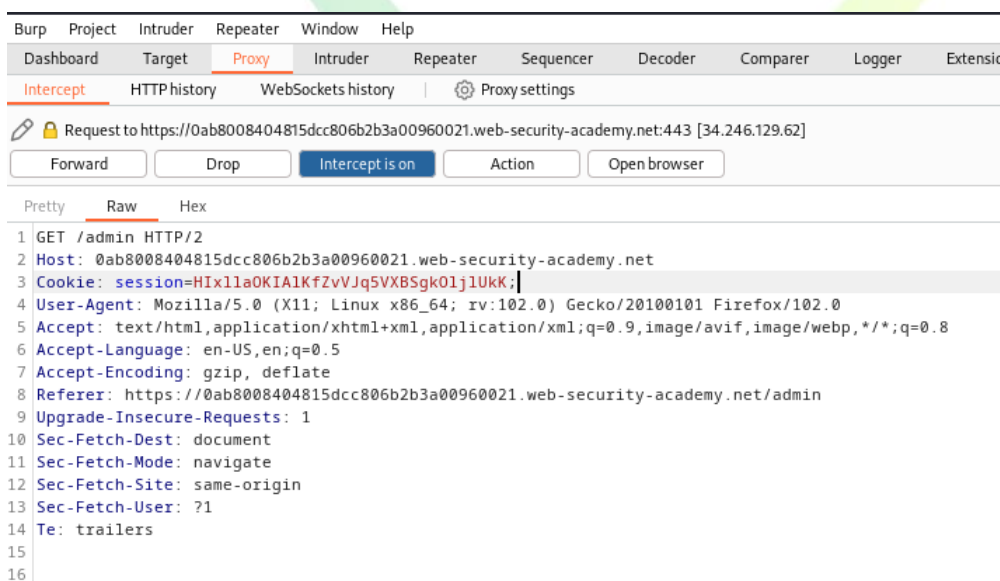 Burp Project Intruder Repeater Window Help
Dashboard Target Proxy Intruder Repeater Sequencer Decoder Comparer Logger Extensio
Intercept HTTP history WebSockets history | Proxy settings
Request to https://0ab8008404815dcc806b2b3a00960021.web-security-academy.net:443 [34.246.129.62]
Forward Drop Intercept is on Action Open browser
Pretty Raw Hex
1 GET /admin HTTP/2
2 Host: 0ab8008404815dcc806b2b3a00960021.web-security-academy.net
3 Cookie: session=HIxllaOKIAlKfZvVJq5VXBSgkOljlUkK;
4 User-Agent: Mozilla/5.0 (X11; Linux x86_64; rv:102.0) Gecko/20100101 Firefox/102.0
5 Accept: text/html,application/xhtml+xml,application/xml;q=0.9,image/avif,image/webp,*/*;q=0.8
6 Accept-Language: en-US,en;q=0.5
7 Accept-Encoding: gzip, deflate
8 Referer: https://0ab8008404815dcc806b2b3a00960021.web-security-academy.net/admin
9 Upgrade-Insecure-Requests: 1
10 Sec-Fetch-Dest: document
11 Sec-Fetch-Mode: navigate
12 Sec-Fetch-Site: same-origin
13 Sec-Fetch-User: ?1
14 Te: trailers
15
16